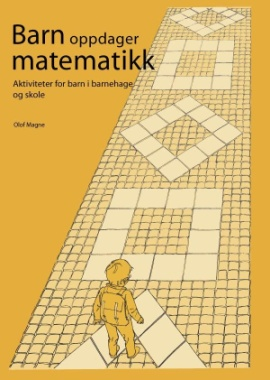 Barn oppdager
matematikk
Aktiviteter for barn i barnehage
og skole
Olof Magne